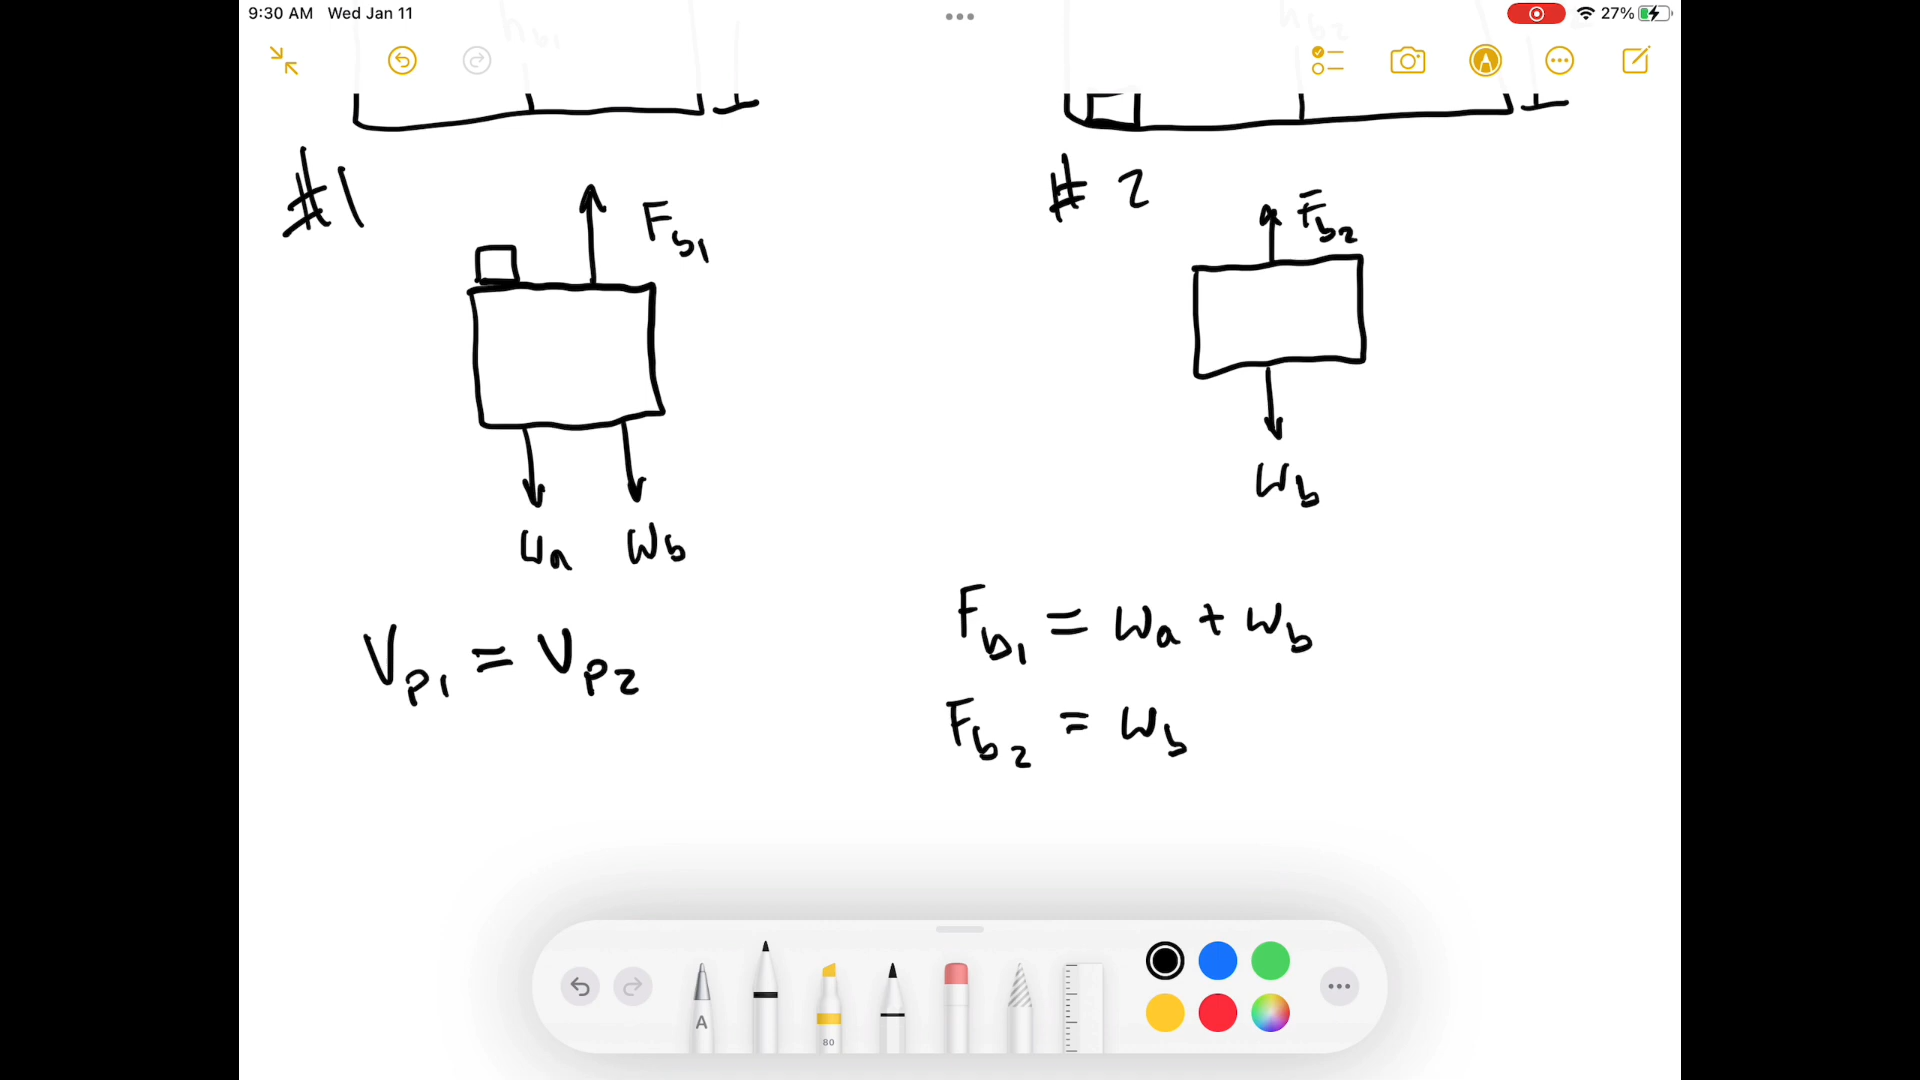 9:30 AM Wed Jan 11
27%
#1
F_b1
# 2
F_b2
W_b
W_a W_b
F_b1 = W_a + W_b
V_p1 = V_p2
F_b2 = W_b
A
80